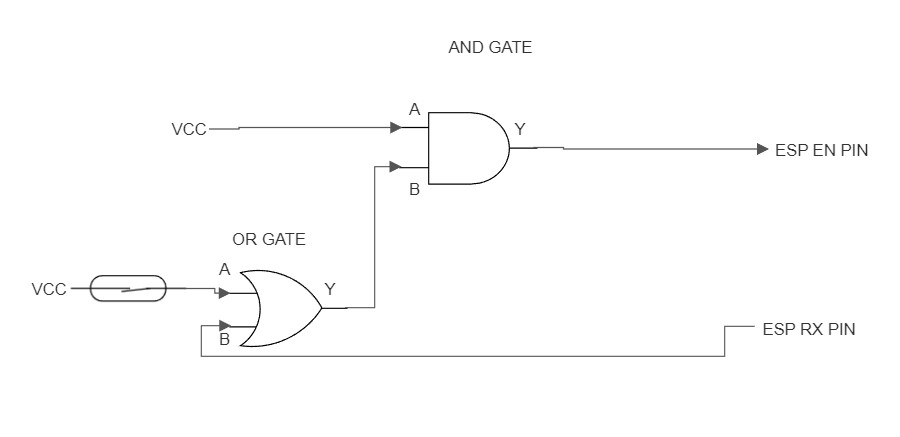 AND GATE
A
VCC
Y
ESP EN PIN
B
OR GATE
A
VCC
Y
B
ESP RX PIN